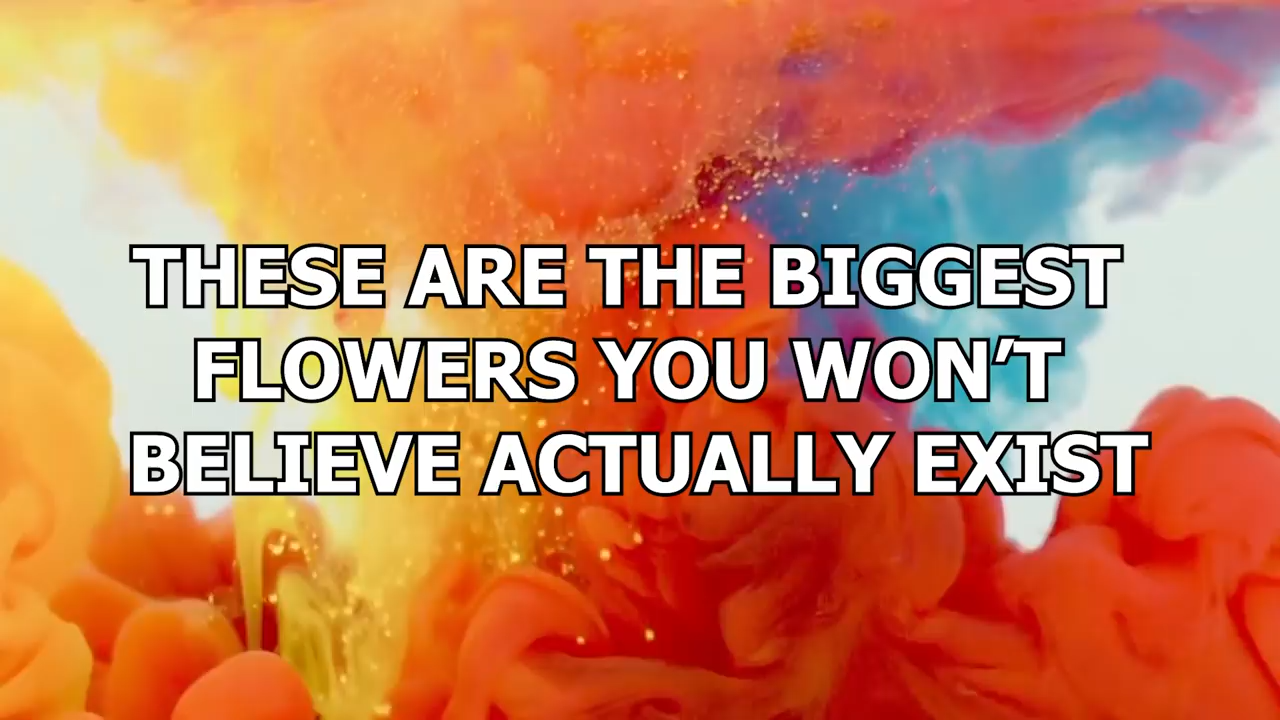 THESE ARE THE BIGGEST
FLOWERS YOU WON’T
BELIEVE ACTUALLY EXIST